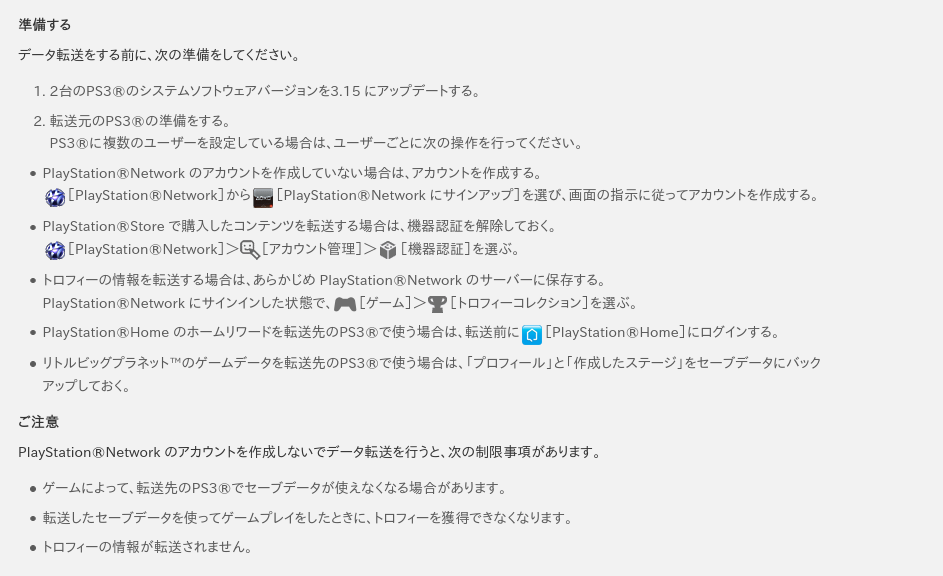 準備する
データ転送をする前に、次の準備をしてください。
1. 2台のPS3®のシステムソフトウェアバージョンを3.15 にアップデートする。
2. 転送元のPS3®の準備をする。
PS3®に複数のユーザーを設定している場合は、ユーザーごとに次の操作を行ってください。
● PlayStation®Network のアカウントを作成していない場合は、アカウントを作成する。
［PlayStation®Network］から［PlayStation®Network にサインアップ］を選び、画面の指示に従ってアカウントを作成する。
● PlayStation®Store で購入したコンテンツを転送する場合は、機器認証を解除しておく。
［PlayStation®Network］＞［アカウント管理］＞［機器認証］を選ぶ。
● トロフィーの情報を転送する場合は、あらかじめ PlayStation®Network のサーバーに保存する。
PlayStation®Network にサインインした状態で、［ゲーム］＞［トロフィーコレクション］を選ぶ。
● PlayStation®Home のホームリワードを転送先のPS3®で使う場合は、転送前に［PlayStation®Home］にログインする。
● リトルビッグプラネット™のゲームデータを転送先のPS3®で使う場合は、「プロフィール」と「作成したステージ」をセーブデータにバック
アップしておく。
ご注意
PlayStation®Network のアカウントを作成しないでデータ転送を行うと、次の制限事項があります。
● ゲームによって、転送先のPS3®でセーブデータが使えなくなる場合があります。
● 転送したセーブデータを使ってゲームプレイをしたときに、トロフィーを獲得できなくなります。
● トロフィーの情報が転送されません。